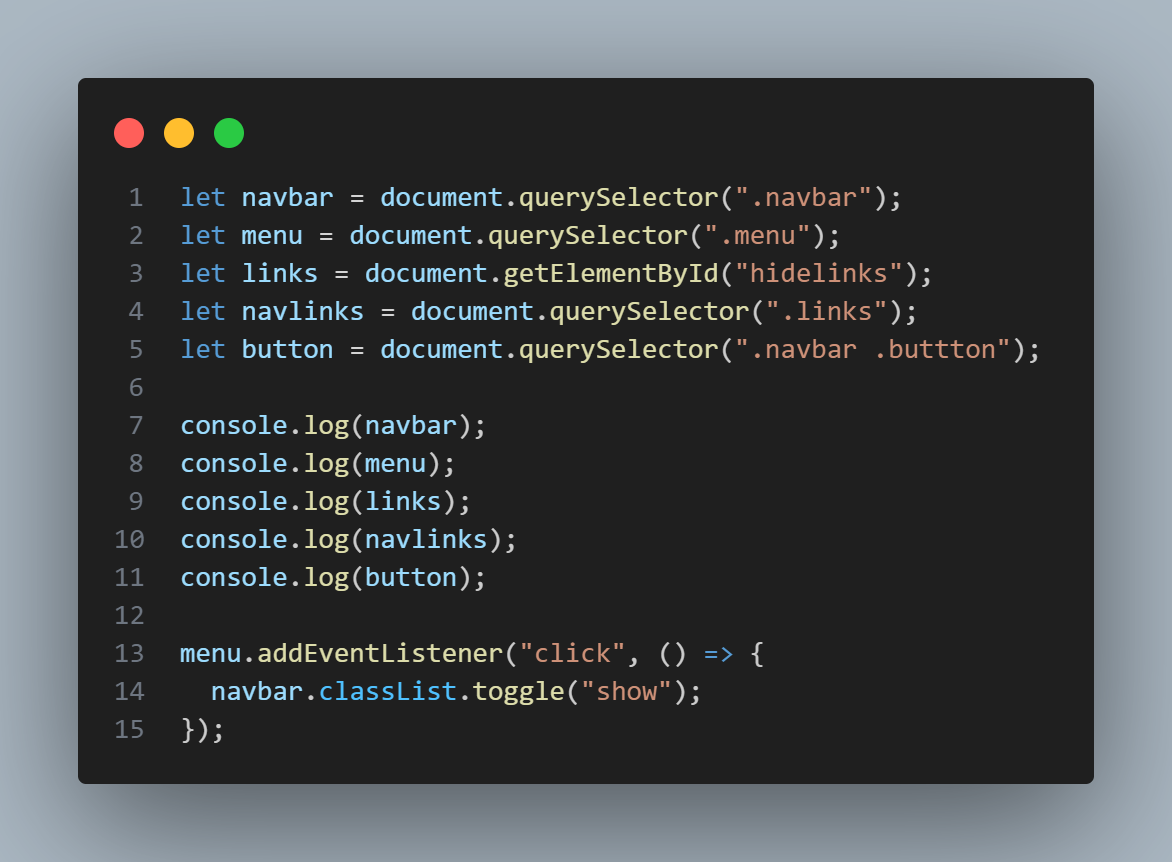 1 let navbar = document.querySelector(".navbar");
2 let menu = document.querySelector(".menu");
3 let links = document.getElementById("hidelinks");
4 let navlinks = document.querySelector(".links");
5 let button = document.querySelector(".navbar .buttton");
6
7 console.log(navbar);
8 console.log(menu);
9 console.log(links);
10 console.log(navlinks);
11 console.log(button);
12
13 menu.addEventListener("click", () => {
14   navbar.classList.toggle("show");
15 });